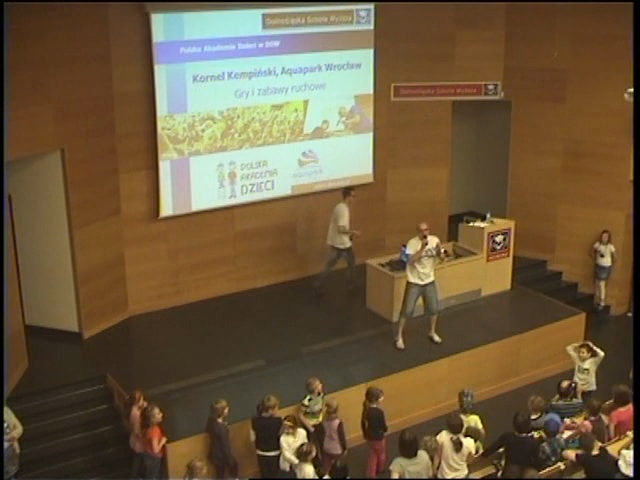 Dolnośląska Szkoła Wyższa
Polska Akademia Dzieci w DSW
Kornel Kempiński, Aquapark Wrocław
Gry i zabawy ruchowe
POLSKA
AKADEMIA
DZIECI
Dolnośląska Szkoła Wyższa